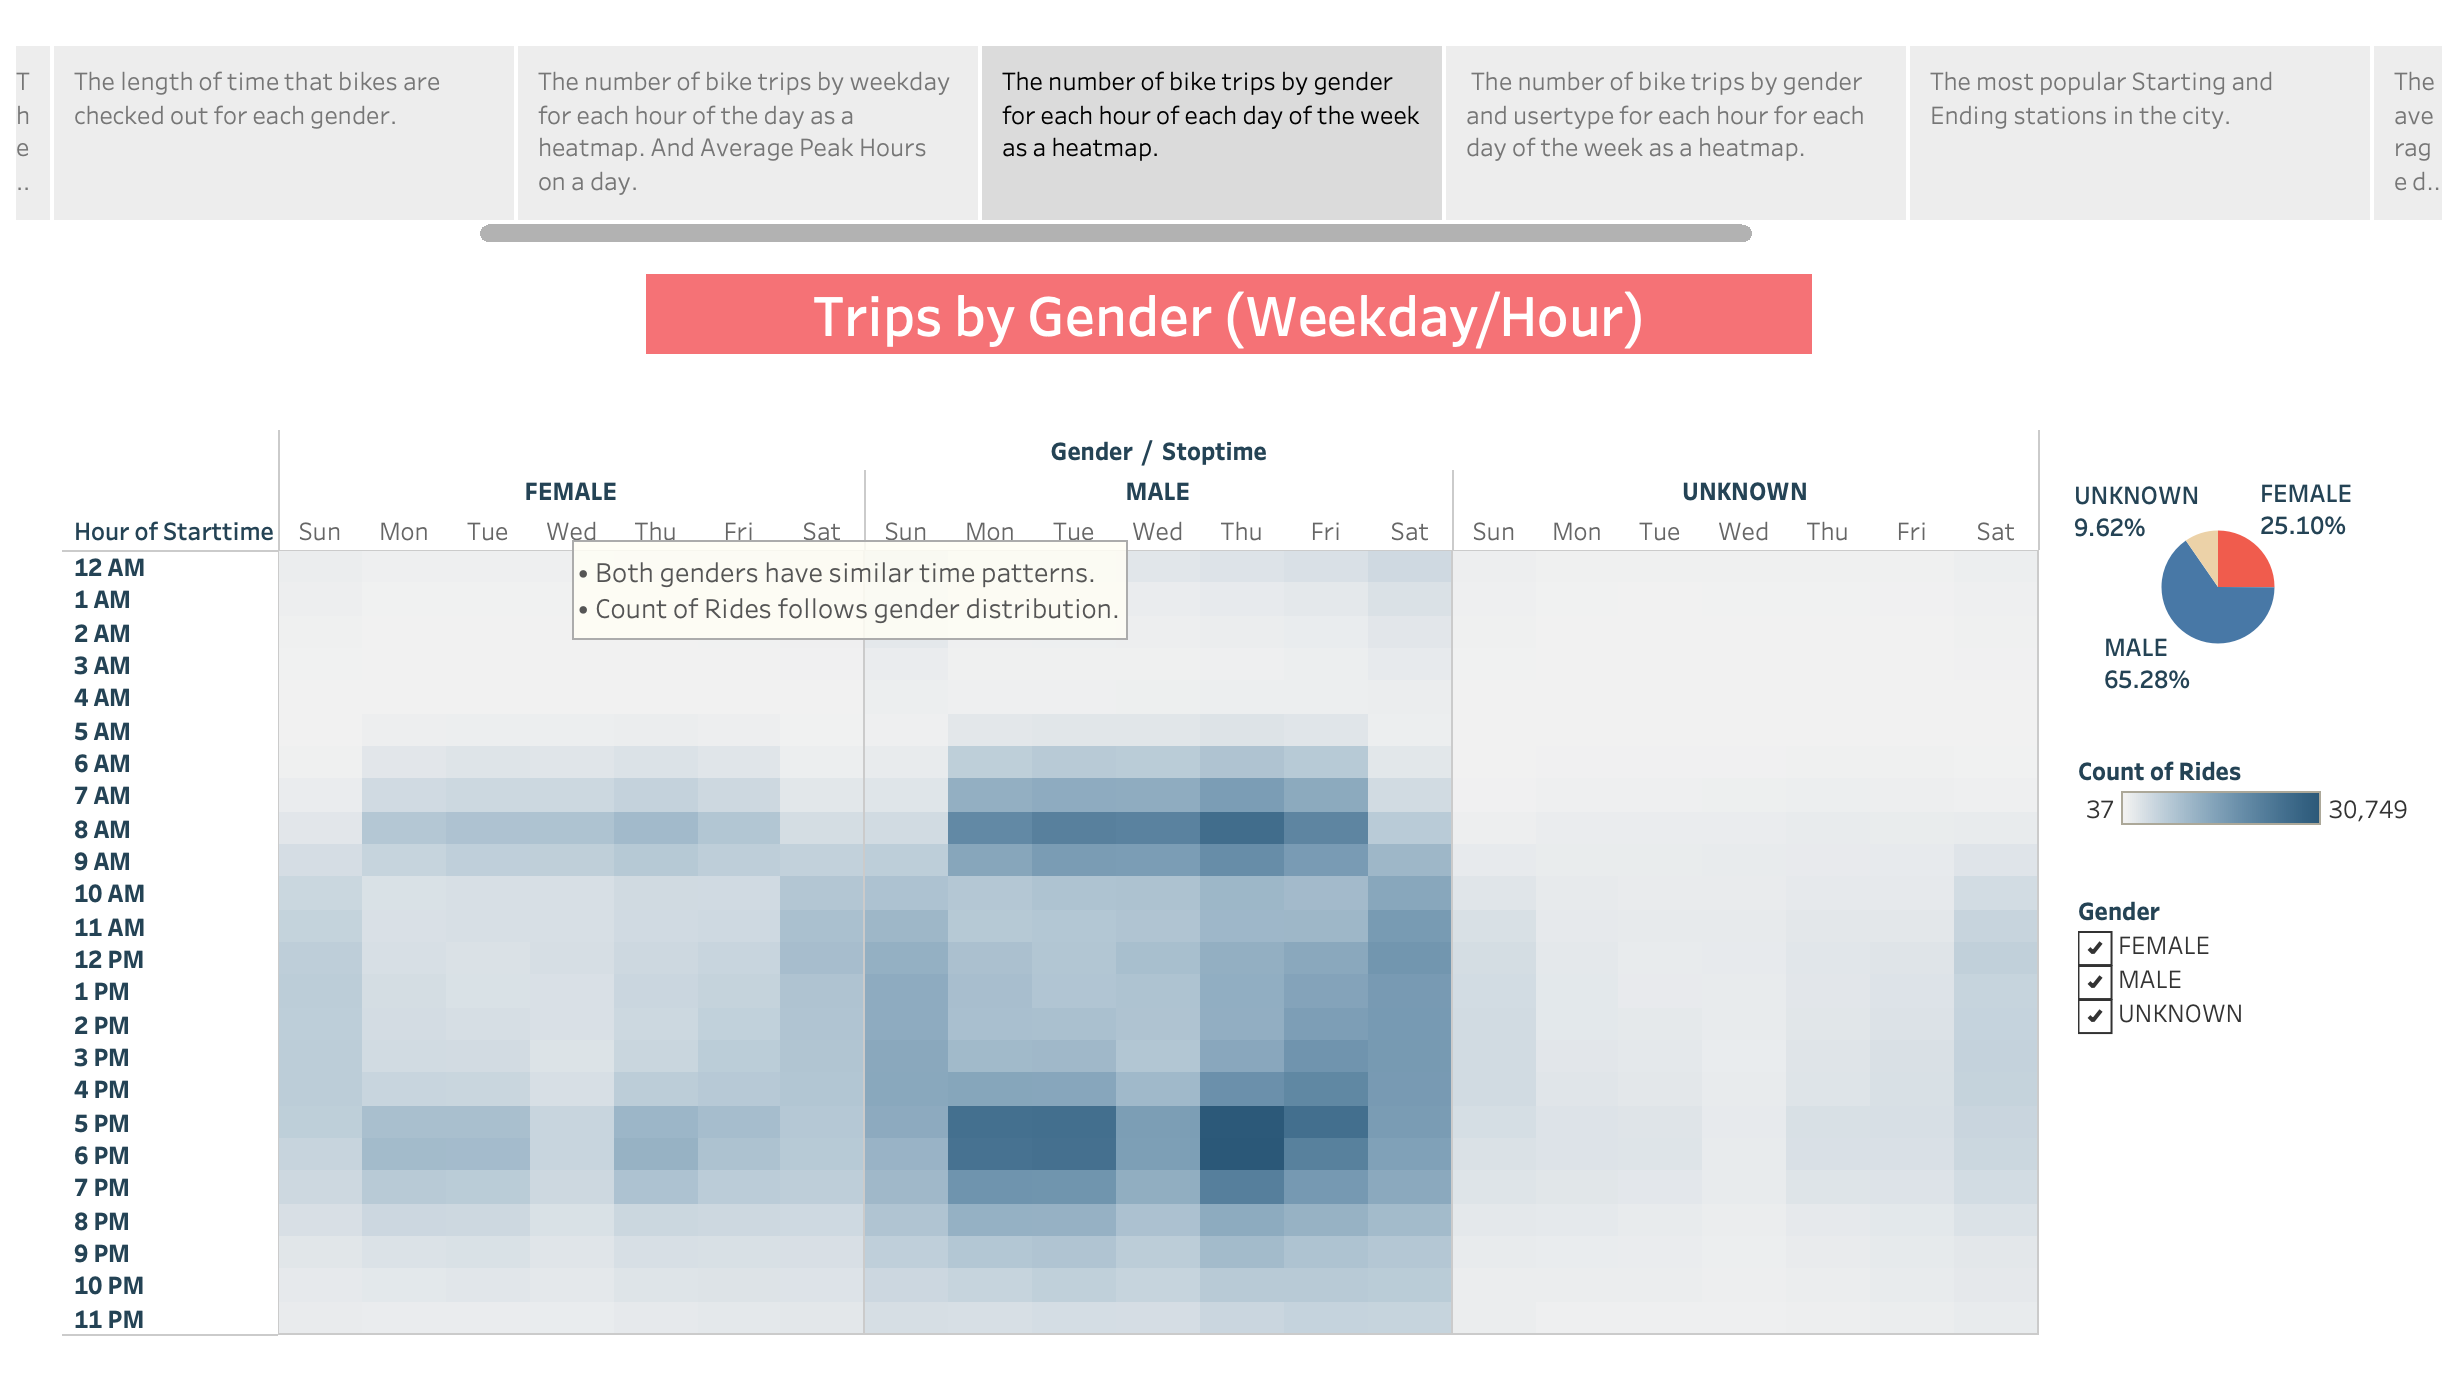 T
h
e
..
The length of time that bikes are
checked out for each gender.
The number of bike trips by weekday
for each hour of the day as a
heatmap. And Average Peak Hours
on a day.
The number of bike trips by gender
for each hour of each day of the week
as a heatmap.
The number of bike trips by gender
and usertype for each hour for each
day of the week as a heatmap.
The most popular Starting and
Ending stations in the city.
The
ave
rag
e d..
Trips by Gender (Weekday/Hour)
Gender / Stoptime
FEMALE MALE UNKNOWN
Hour of Starttime Sun Mon Tue Wed Thu Fri Sat Sun Mon Tue Wed Thu Fri Sat Sun Mon Tue Wed Thu Fri Sat
• Both genders have similar time patterns.
• Count of Rides follows gender distribution.
12 AM
1 AM
2 AM
3 AM
4 AM
5 AM
6 AM
7 AM
8 AM
9 AM
10 AM
11 AM
12 PM
1 PM
2 PM
3 PM
4 PM
5 PM
6 PM
7 PM
8 PM
9 PM
10 PM
11 PM
UNKNOWN
9.62%
FEMALE
25.10%
MALE
65.28%
Count of Rides
37 30,749
Gender
FEMALE
MALE
UNKNOWN